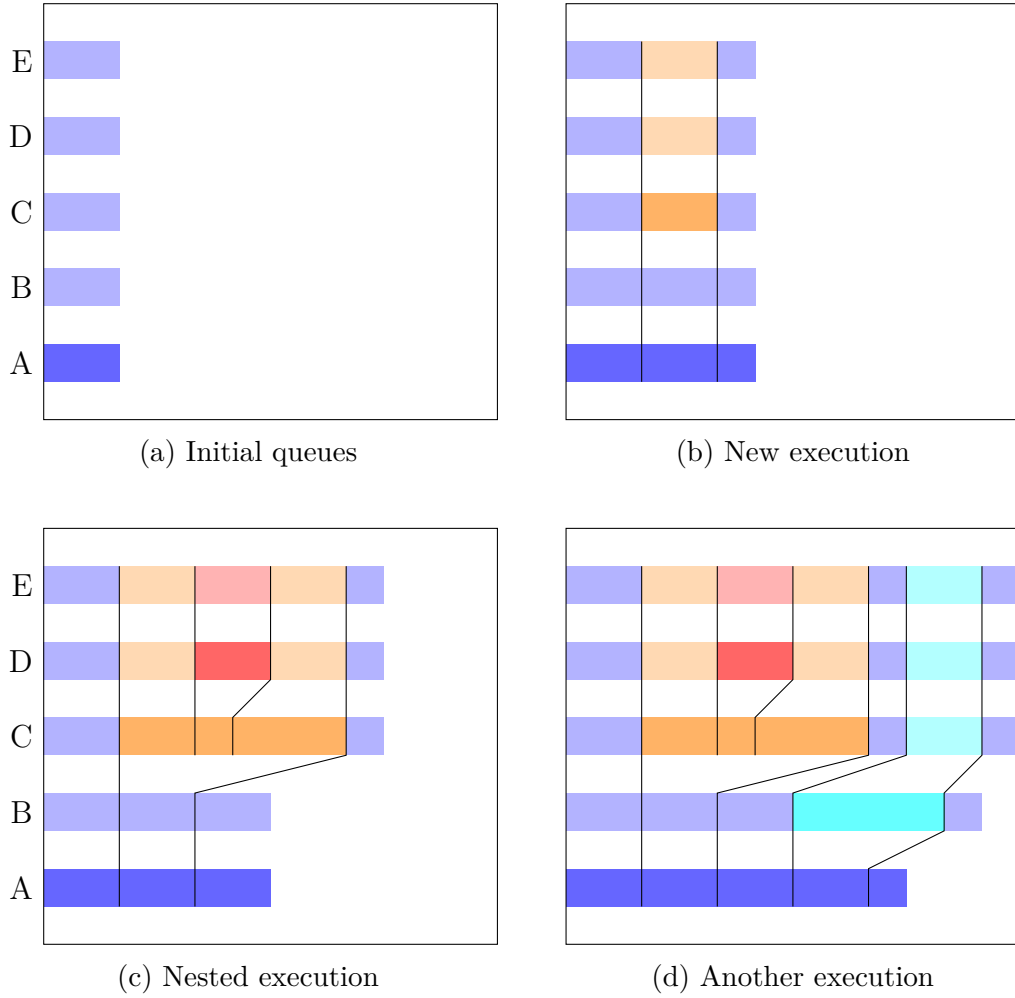 E
D
C
B
A
(a) Initial queues
(b) New execution
E
D
C
B
A
(c) Nested execution
(d) Another execution